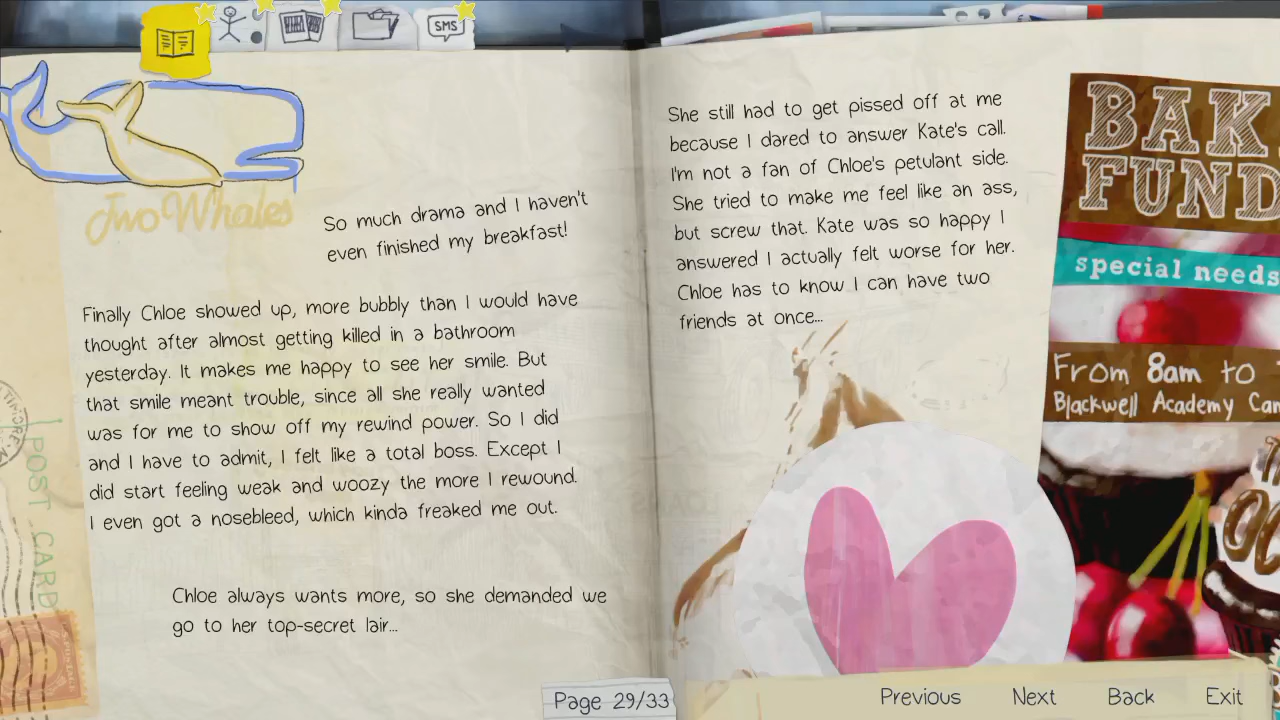 SMS
Two Whales
So much drama and I haven't
even finished my breakfast!
Finally Chloe showed up, more bubbly than I would have
thought after almost getting killed in a bathroom
yesterday. It makes me happy to see her smile. But
that smile meant trouble, since all she really wanted
was for me to show off my rewind power. So I did
and I have to admit, I felt like a total boss. Except I
did start feeling weak and woozy the more I rewound.
I even got a nosebleed, which kinda freaked me out.
Chloe always wants more, so she demanded we
go to her top-secret lair...
POST CARD
She still had to get pissed off at me
because I dared to answer Kate's call.
I'm not a fan of Chloe's petulant side.
She tried to make me feel like an ass,
but screw that. Kate was so happy I
answered I actually felt worse for her.
Chloe has to know I can have two
friends at once...
BAK
FUND
special needs
From 8am to
Blackwell Academy Cam
Page 29/33
Previous
Next
Back
Exit